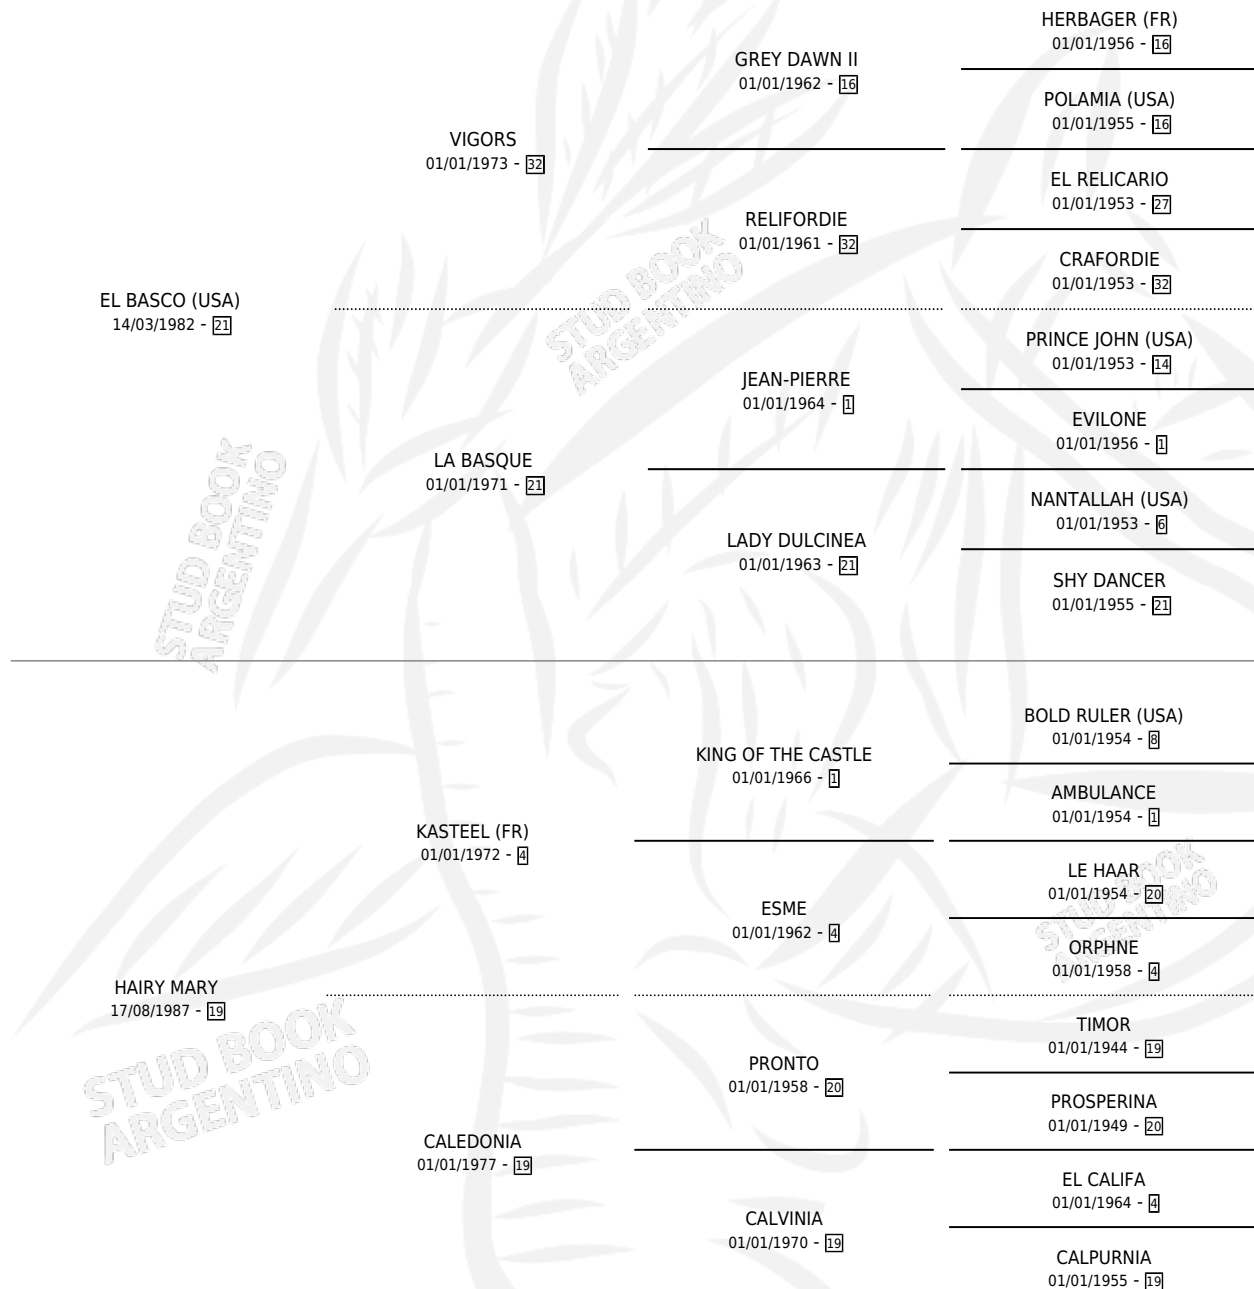 HERBAGER (FR)
01/01/1956 - 16
GREY DAWN II
01/01/1962 - 16
POLAMIA (USA)
01/01/1955 - 16
VIGORS
01/01/1973 - 32
EL RELICARIO
01/01/1953 - 27
RELIFORDIE
01/01/1961 - 32
CRAFORDIE
01/01/1953 - 32
EL BASCO (USA)
14/03/1982 - 21
STUD BOOK
ARGENTINO
PRINCE JOHN (USA)
01/01/1953 - 14
JEAN-PIERRE
01/01/1964 - 1
EVILONE
01/01/1956 - 1
LA BASQUE
01/01/1971 - 21
NANTALLAH (USA)
01/01/1953 - 6
LADY DULCINEA
01/01/1963 - 21
SHY DANCER
01/01/1955 - 21
STUD BOOK
ARGENTINO
BOLD RULER (USA)
01/01/1954 - 8
KING OF THE CASTLE
01/01/1966 - 1
AMBULANCE
01/01/1954 - 1
KASTEEL (FR)
01/01/1972 - 4
LE HAAR
01/01/1954 - 20
ESME
01/01/1962 - 4
ORPHNE
01/01/1958 - 4
STUD BOOK
ARGENTINO
HAIRY MARY
17/08/1987 - 19
TIMOR
01/01/1944 - 19
PRONTO
01/01/1958 - 20
PROSPERINA
01/01/1949 - 20
STUD BOOK
ARGENTINO
CALEDONIA
01/01/1977 - 19
EL CALIFA
01/01/1964 - 4
CALVINIA
01/01/1970 - 19
CALPURNIA
01/01/1955 - 19